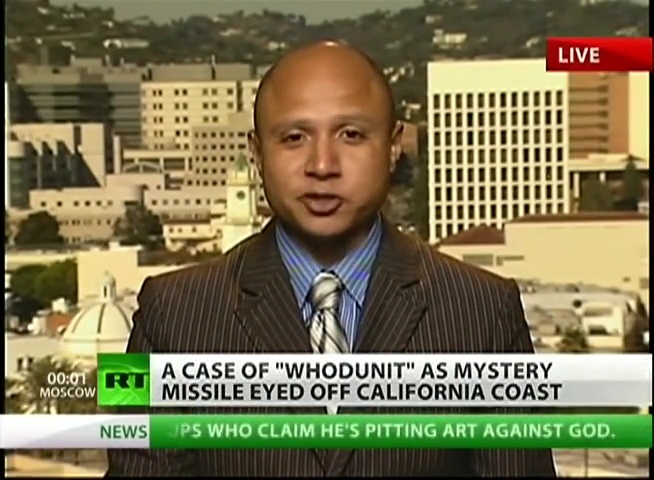 LIVE
A CASE OF "WHODUNIT" AS MYSTERY
MISSILE EYED OFF CALIFORNIA COAST
00:01
MOSCOW
RT
NEWS
WHO CLAIM HE'S PITTING ART AGAINST GOD.